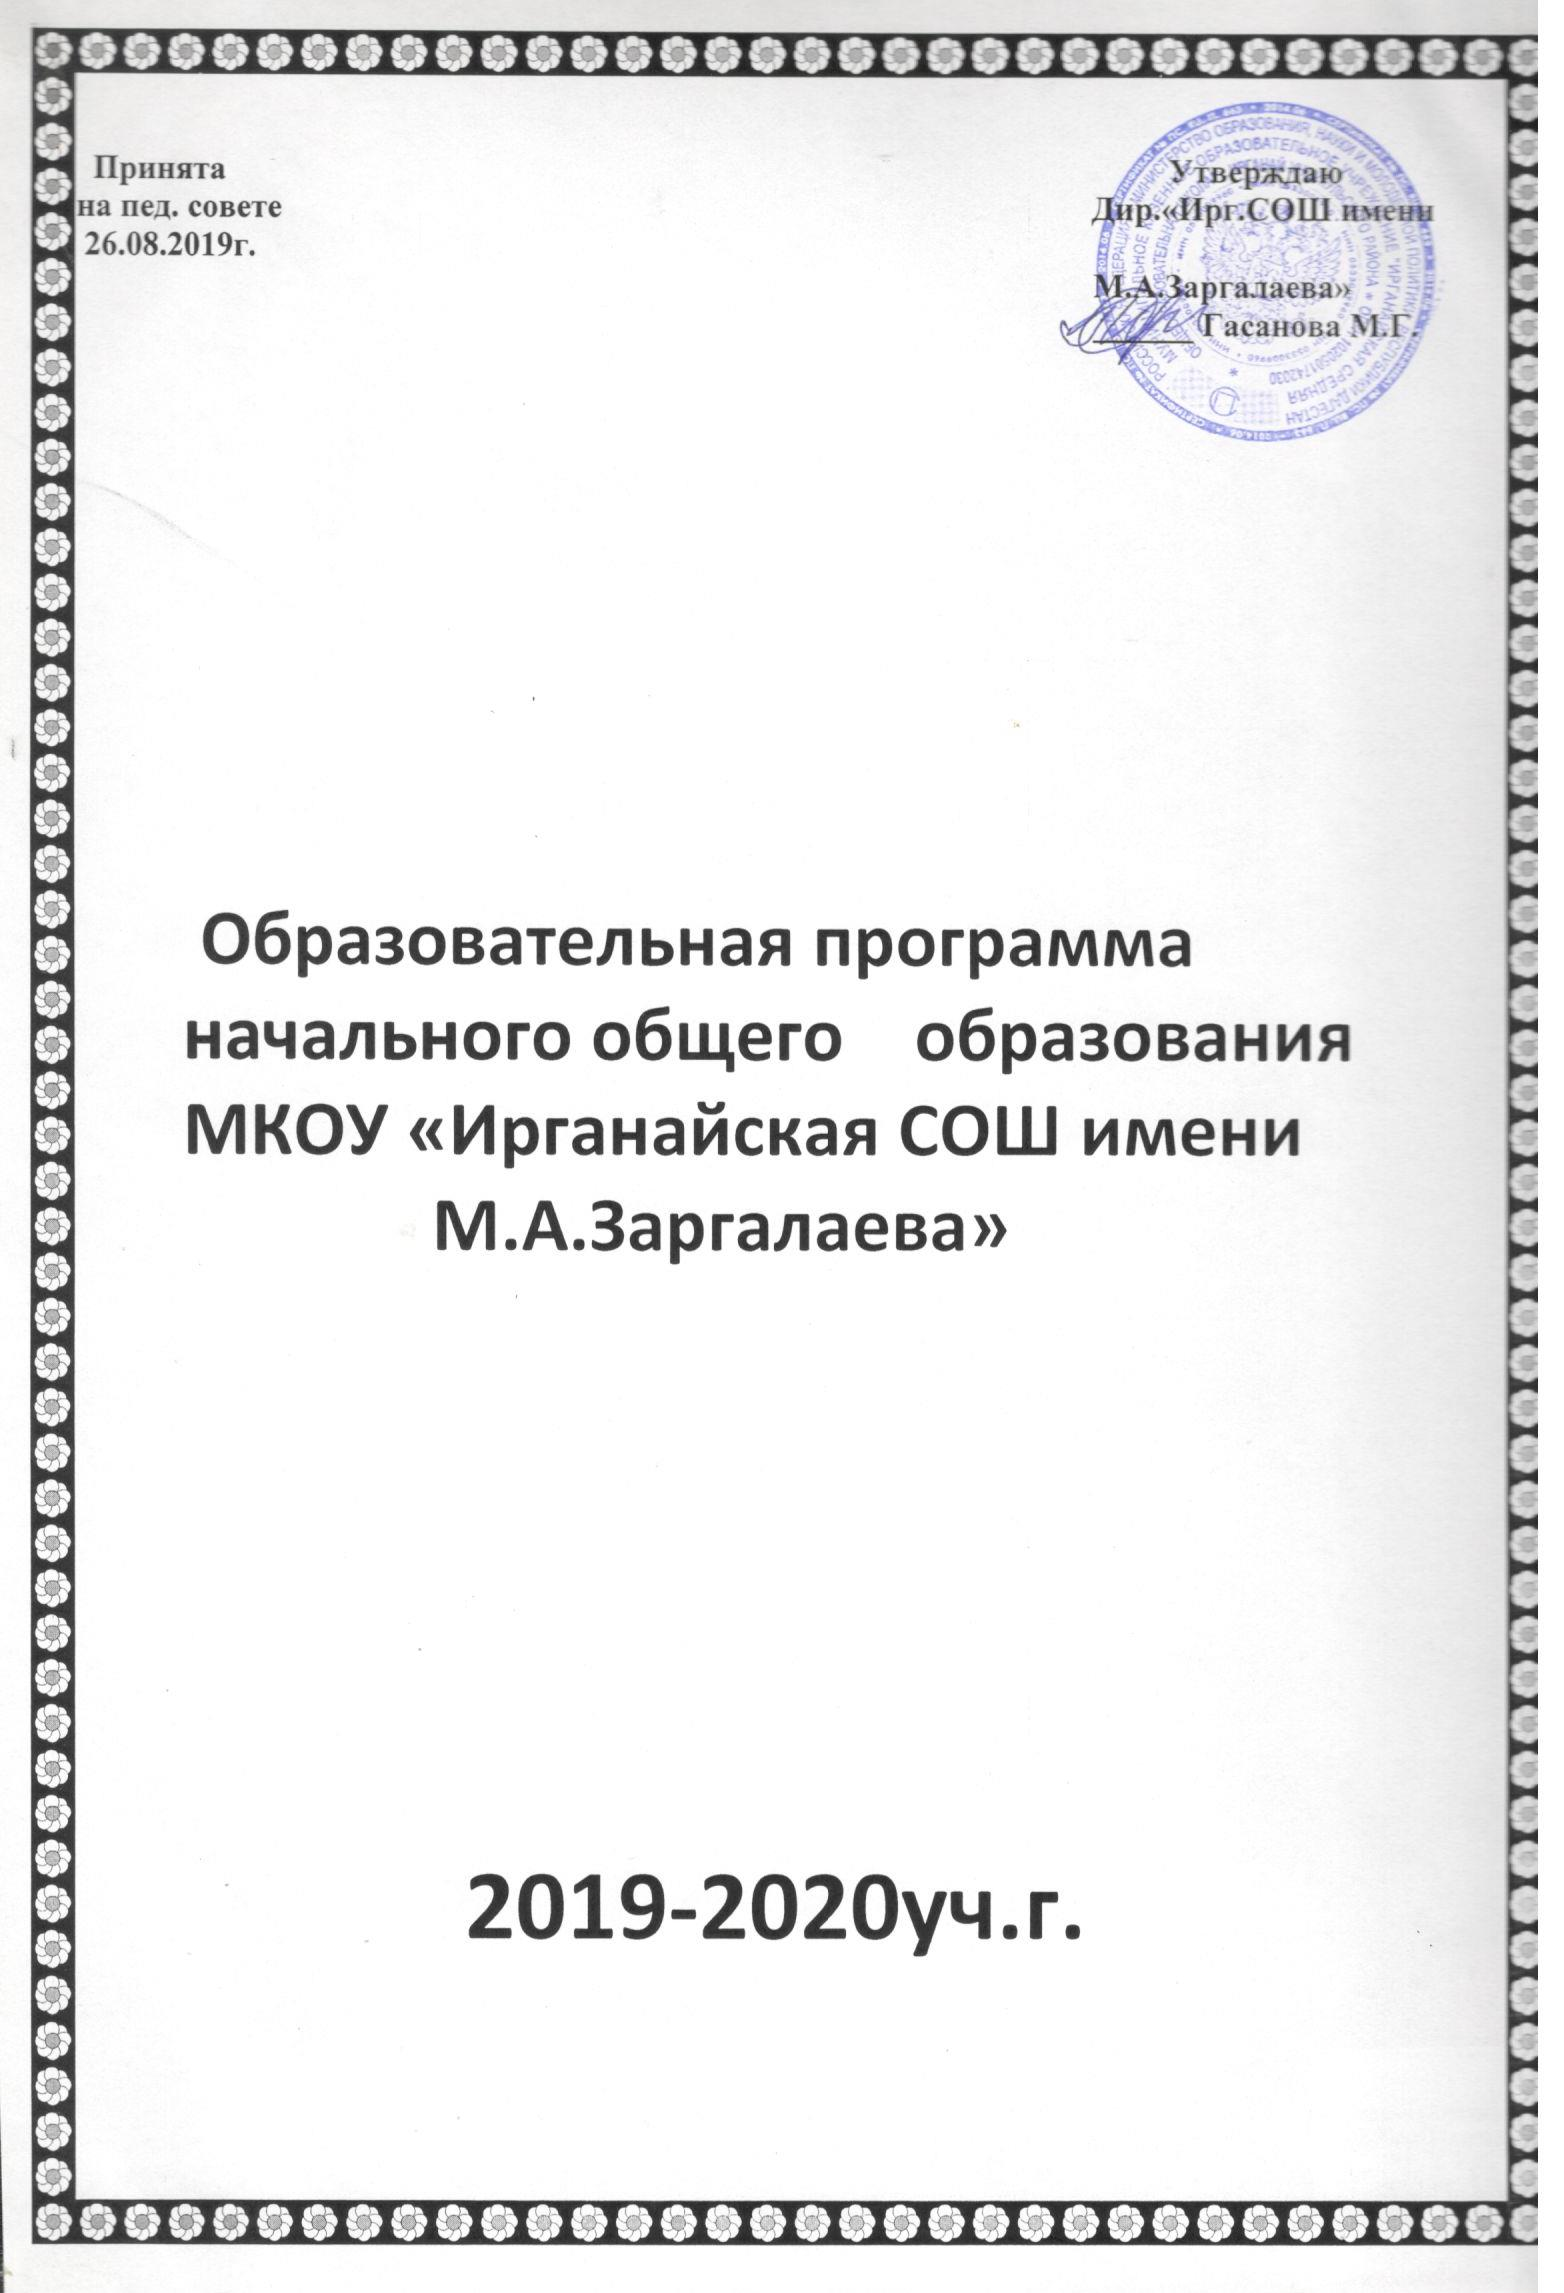 Принята
на пед. совете
26.08.2019г.
Утверждаю
Дир.«Ирг.СОШ имени
М.А.Заргалаева»
Гасанова М.Г.
Образовательная программа
начального общего образования
МКОУ «Ирганайская СОШ имени
М.А.Заргалаева»
2019-2020уч.г.